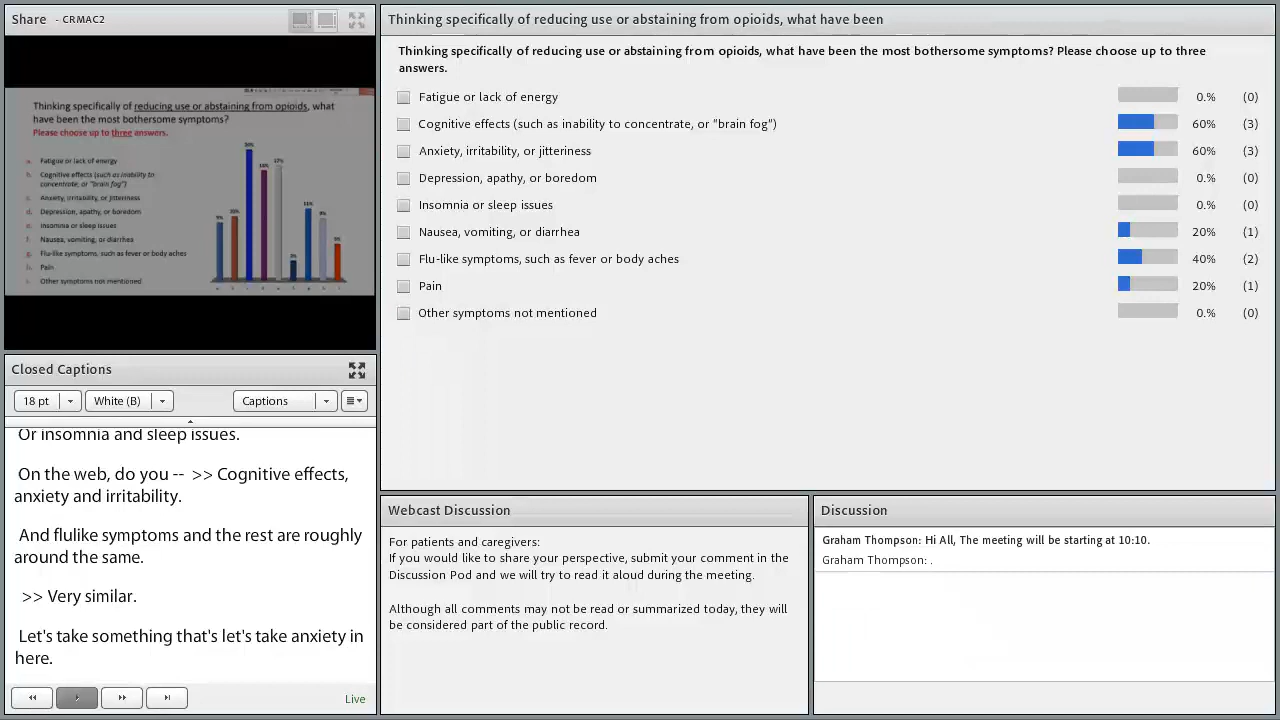 Share - CRMAC2
Thinking specifically of reducing use or abstaining from opioids, what
have been the most bothersome symptoms?
Please choose up to three answers.
a. Fatigue or lack of energy
b. Cognitive effects (such as inability to
concentrate, or "brain fog")
c. Anxiety, irritability, or jitteriness
d. Depression, apathy, or boredom
e. Insomnia or sleep issues
f. Nausea, vomiting, or diarrhea
g. Flu-like symptoms, such as fever or body aches
h. Pain
i. Other symptoms not mentioned
Closed Captions
18 pt
White (B)
Captions
Or insomnia and sleep issues.
On the web, do you -- >> Cognitive effects,
anxiety and irritability.
And flulike symptoms and the rest are roughly
around the same.
>> Very similar.
Let's take something that's let's take anxiety in
here.
Live
Thinking specifically of reducing use or abstaining from opioids, what have been
Thinking specifically of reducing use or abstaining from opioids, what have been the most bothersome symptoms? Please choose up to three
answers.
Fatigue or lack of energy 0.% (0)
Cognitive effects (such as inability to concentrate, or "brain fog") 60% (3)
Anxiety, irritability, or jitteriness 60% (3)
Depression, apathy, or boredom 0.% (0)
Insomnia or sleep issues 0.% (0)
Nausea, vomiting, or diarrhea 20% (1)
Flu-like symptoms, such as fever or body aches 40% (2)
Pain 20% (1)
Other symptoms not mentioned 0.% (0)
Webcast Discussion
For patients and caregivers:
If you would like to share your perspective, submit your comment in the
Discussion Pod and we will try to read it aloud during the meeting.
Although all comments may not be read or summarized today, they will
be considered part of the public record.
Discussion
Graham Thompson: Hi All, The meeting will be starting at 10:10.
Graham Thompson: .